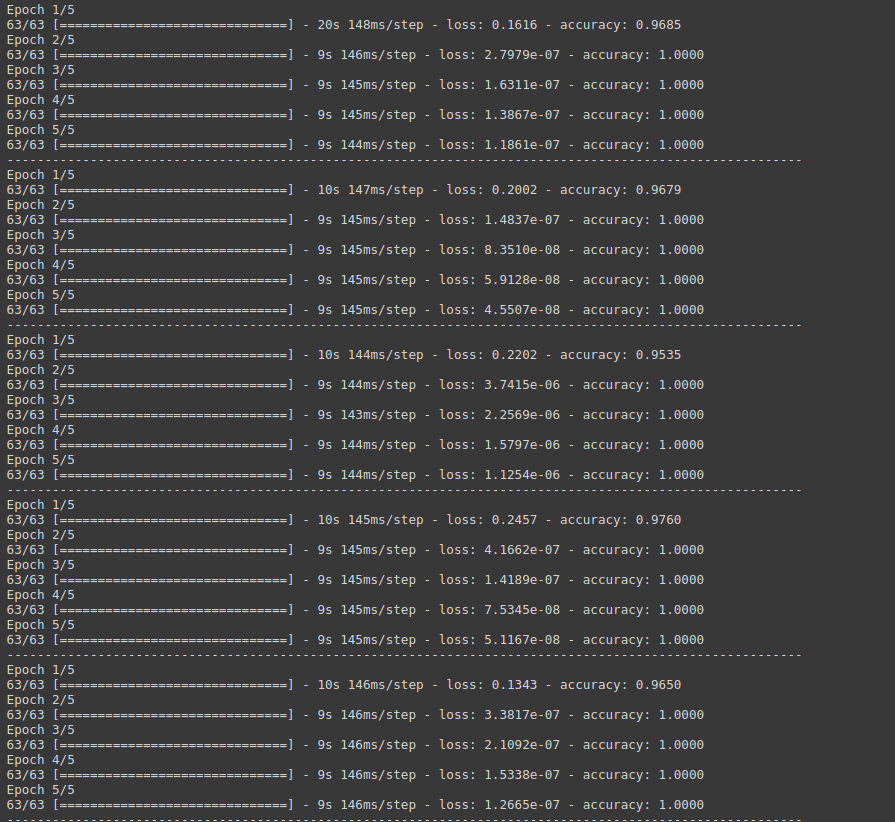 Epoch 1/5
63/63 [==============================] - 20s 148ms/step - loss: 0.1616 - accuracy: 0.9685
Epoch 2/5
63/63 [==============================] - 9s 146ms/step - loss: 2.7979e-07 - accuracy: 1.0000
Epoch 3/5
63/63 [==============================] - 9s 145ms/step - loss: 1.6311e-07 - accuracy: 1.0000
Epoch 4/5
63/63 [==============================] - 9s 145ms/step - loss: 1.3867e-07 - accuracy: 1.0000
Epoch 5/5
63/63 [==============================] - 9s 144ms/step - loss: 1.1861e-07 - accuracy: 1.0000
---------------------------------------------------------------------------------------------------------
Epoch 1/5
63/63 [==============================] - 10s 147ms/step - loss: 0.2002 - accuracy: 0.9679
Epoch 2/5
63/63 [==============================] - 9s 145ms/step - loss: 1.4837e-07 - accuracy: 1.0000
Epoch 3/5
63/63 [==============================] - 9s 145ms/step - loss: 8.3510e-08 - accuracy: 1.0000
Epoch 4/5
63/63 [==============================] - 9s 145ms/step - loss: 5.9128e-08 - accuracy: 1.0000
Epoch 5/5
63/63 [==============================] - 9s 145ms/step - loss: 4.5507e-08 - accuracy: 1.0000
---------------------------------------------------------------------------------------------------------
Epoch 1/5
63/63 [==============================] - 10s 144ms/step - loss: 0.2202 - accuracy: 0.9535
Epoch 2/5
63/63 [==============================] - 9s 144ms/step - loss: 3.7415e-06 - accuracy: 1.0000
Epoch 3/5
63/63 [==============================] - 9s 143ms/step - loss: 2.2569e-06 - accuracy: 1.0000
Epoch 4/5
63/63 [==============================] - 9s 144ms/step - loss: 1.5797e-06 - accuracy: 1.0000
Epoch 5/5
63/63 [==============================] - 9s 144ms/step - loss: 1.1254e-06 - accuracy: 1.0000
---------------------------------------------------------------------------------------------------------
Epoch 1/5
63/63 [==============================] - 10s 145ms/step - loss: 0.2457 - accuracy: 0.9760
Epoch 2/5
63/63 [==============================] - 9s 145ms/step - loss: 4.1662e-07 - accuracy: 1.0000
Epoch 3/5
63/63 [==============================] - 9s 145ms/step - loss: 1.4189e-07 - accuracy: 1.0000
Epoch 4/5
63/63 [==============================] - 9s 145ms/step - loss: 7.5345e-08 - accuracy: 1.0000
Epoch 5/5
63/63 [==============================] - 9s 145ms/step - loss: 5.1167e-08 - accuracy: 1.0000
---------------------------------------------------------------------------------------------------------
Epoch 1/5
63/63 [==============================] - 10s 146ms/step - loss: 0.1343 - accuracy: 0.9650
Epoch 2/5
63/63 [==============================] - 9s 146ms/step - loss: 3.3817e-07 - accuracy: 1.0000
Epoch 3/5
63/63 [==============================] - 9s 146ms/step - loss: 2.1092e-07 - accuracy: 1.0000
Epoch 4/5
63/63 [==============================] - 9s 146ms/step - loss: 1.5338e-07 - accuracy: 1.0000
Epoch 5/5
63/63 [==============================] - 9s 146ms/step - loss: 1.2665e-07 - accuracy: 1.0000
---------------------------------------------------------------------------------------------------------